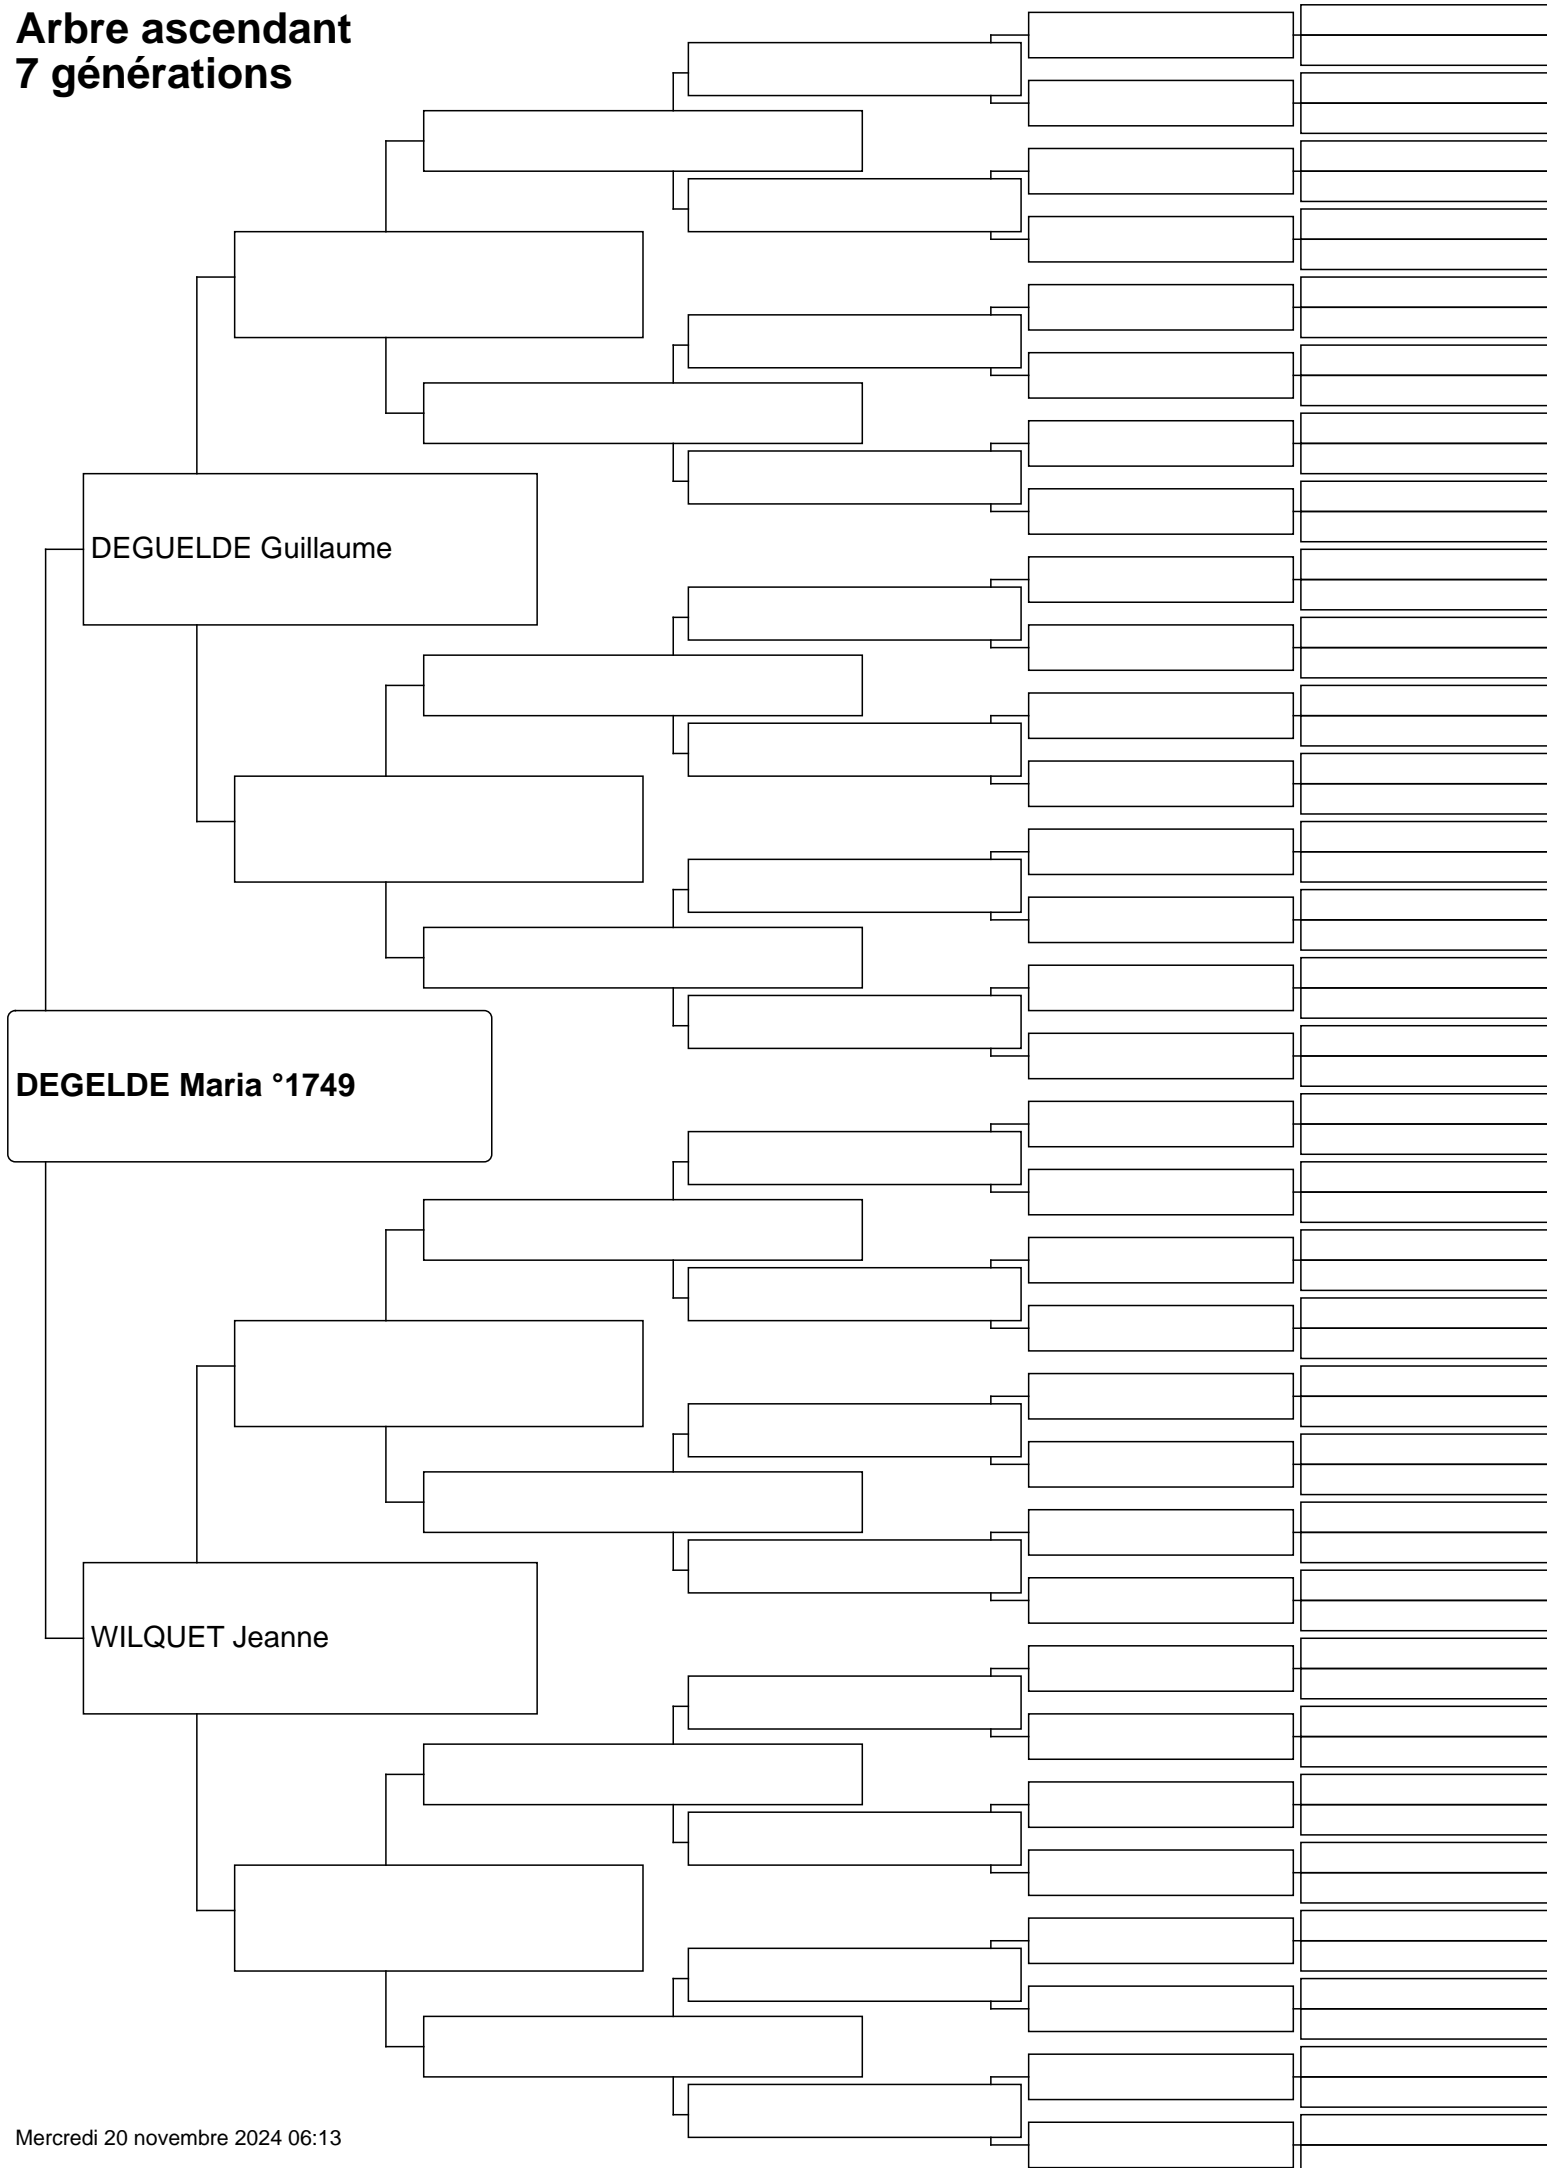 Arbre ascendant
7 générations
DEGUELDE Guillaume
DEGELDE Maria °1749
WILQUET Jeanne
Mercredi 20 novembre 2024 06:13